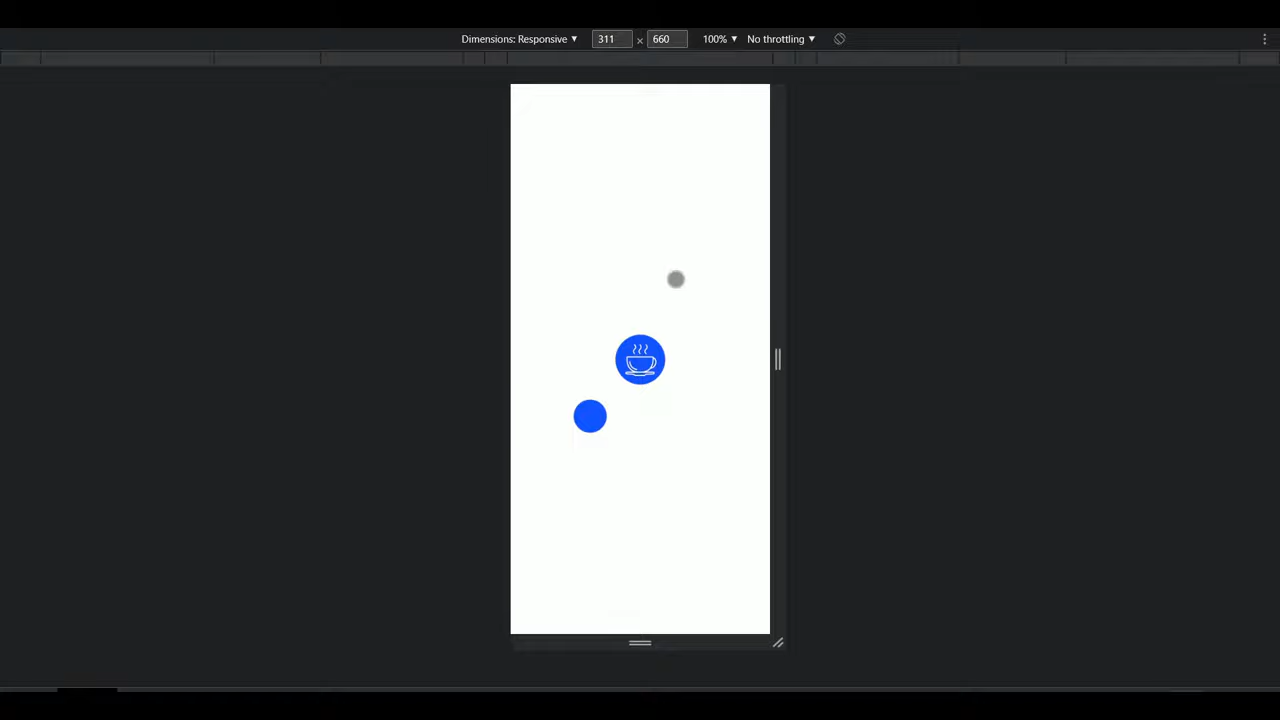 Dimensions: Responsive ▼ 311 × 660 100% ▼ No throttling ▼